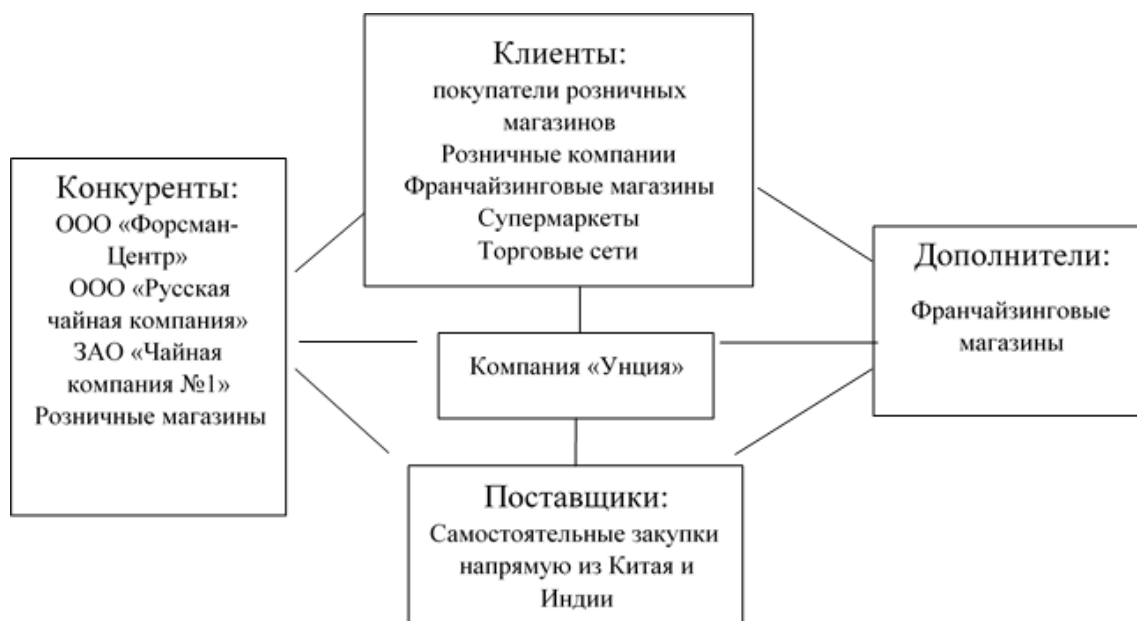 Клиенты:
покупатели розничных
магазинов
Розничные компании
Франчайзинговые магазины
Супермаркеты
Торговые сети
Конкуренты:
ООО «Форсман-
Центр»
ООО «Русская
чайная компания»
ЗАО «Чайная
компания №1»
Розничные магазины
Компания «Унция»
Дополнители:
Франчайзинговые
магазины
Поставщики:
Самостоятельные закупки
напрямую из Китая и
Индии